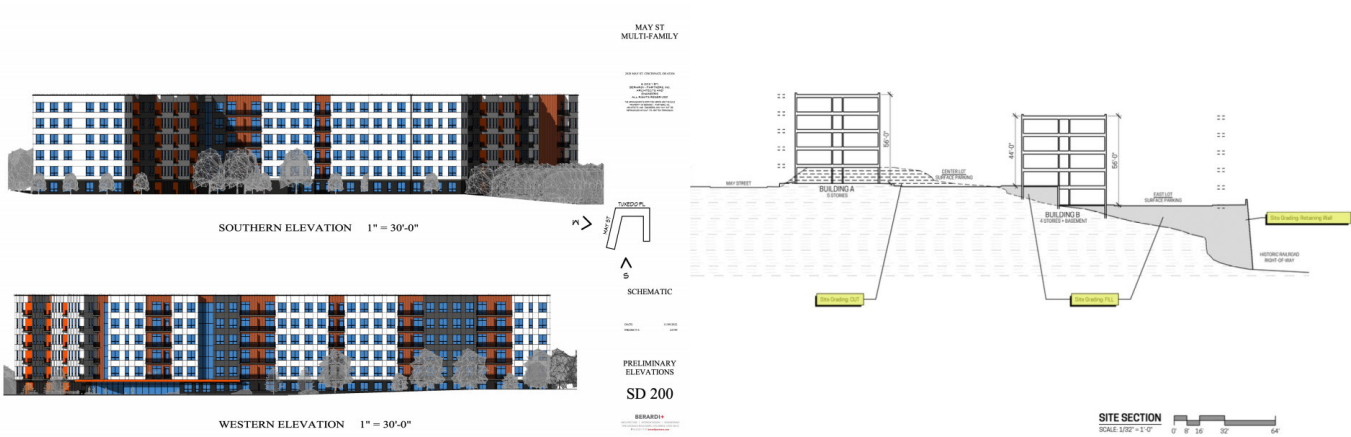 MAY ST
MULTI-FAMILY
SOUTHERN ELEVATION 1" = 30'-0"
W
TUXEDO PL
MAY ST
S
SCHEMATIC
WESTERN ELEVATION 1" = 30'-0"
PRELIMINARY
ELEVATIONS
SD 200
BERARDI+
MAY STREET
BUILDING A
5 STORIES
56'-0"
CENTER LOT
SURFACE PARKING
44'-0"
56'-0"
BUILDING B
4 STORIES + BASEMENT
EAST LOT
SURFACE PARKING
Site Grading: Retaining Wall
HISTORIC RAILROAD
RIGHT OF WAY
Site Grading: CUT
Site Grading: FILL
SITE SECTION
SCALE: 1/32" = 1'-0"
0' 8' 16' 32' 64'